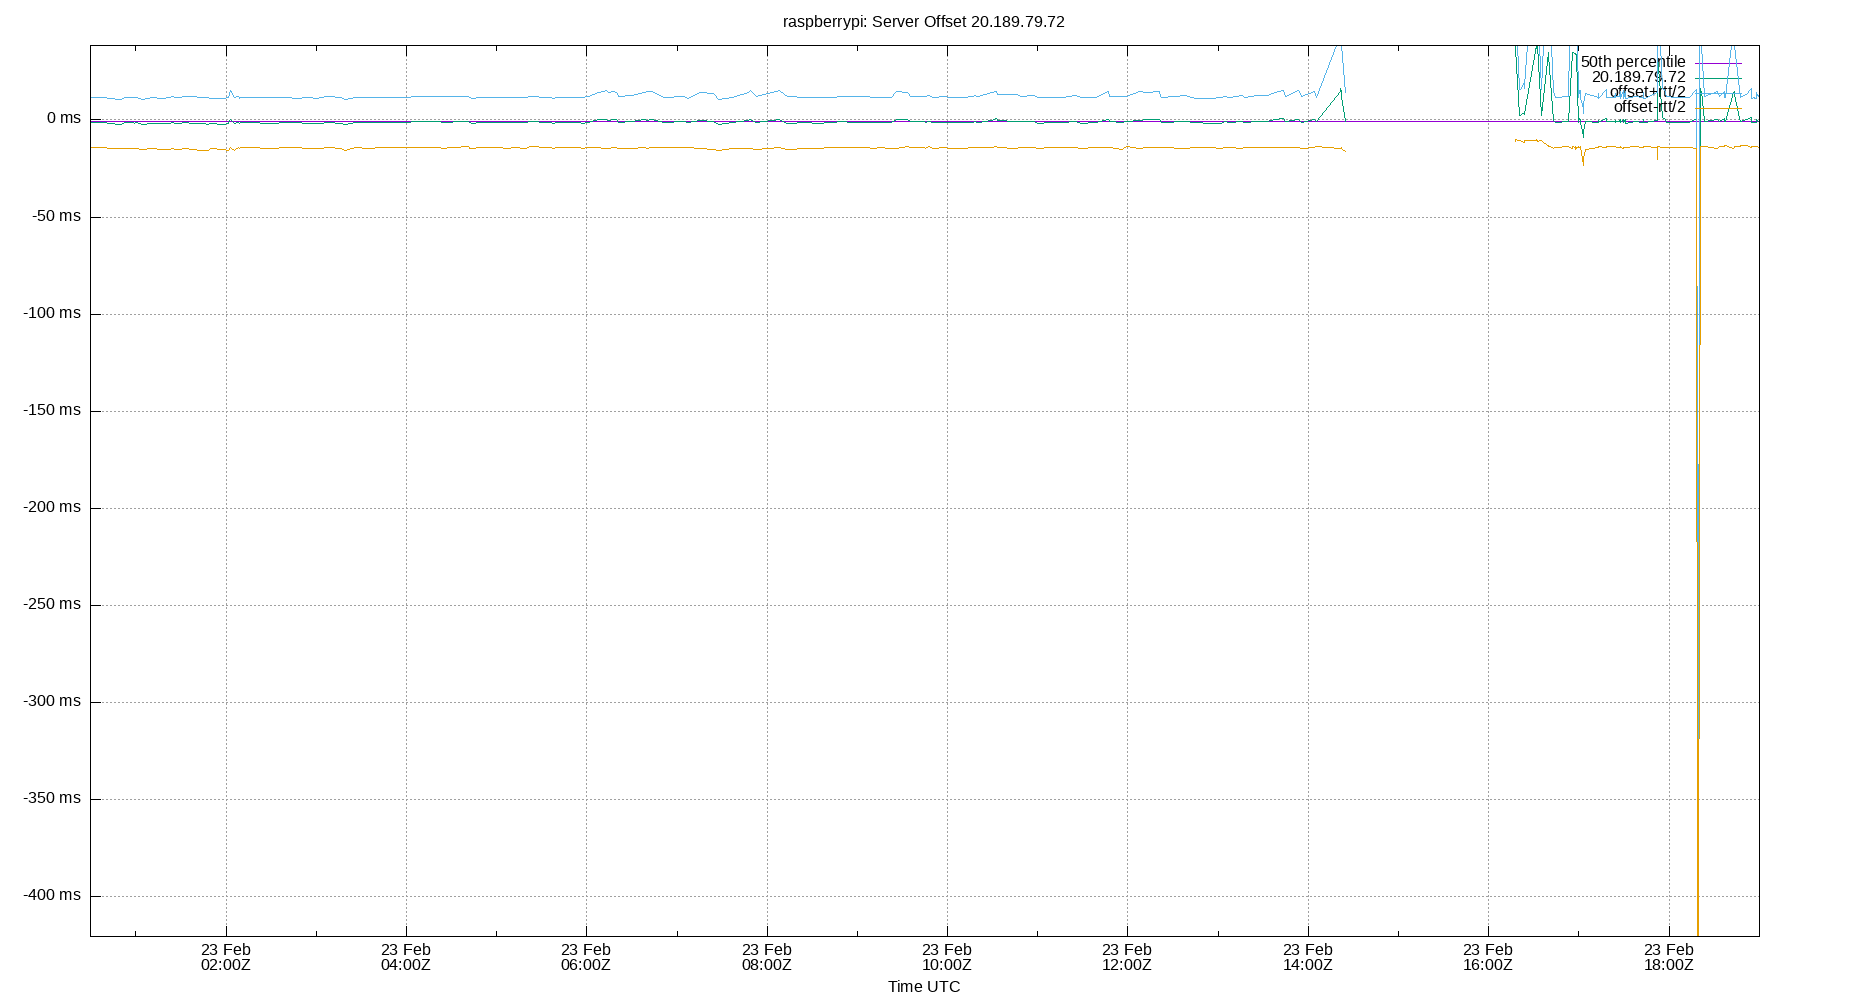 raspberrypi: Server Offset 20.189.79.72
50th percentile
20.189.79.72
offset+rtt/2
offset-rtt/2
0 ms
-50 ms
-100 ms
-150 ms
-200 ms
-250 ms
-300 ms
-350 ms
-400 ms
23 Feb 23 Feb 23 Feb 23 Feb 23 Feb 23 Feb 23 Feb 23 Feb 23 Feb
02:00Z 04:00Z 06:00Z 08:00Z 10:00Z 12:00Z 14:00Z 16:00Z 18:00Z
Time UTC